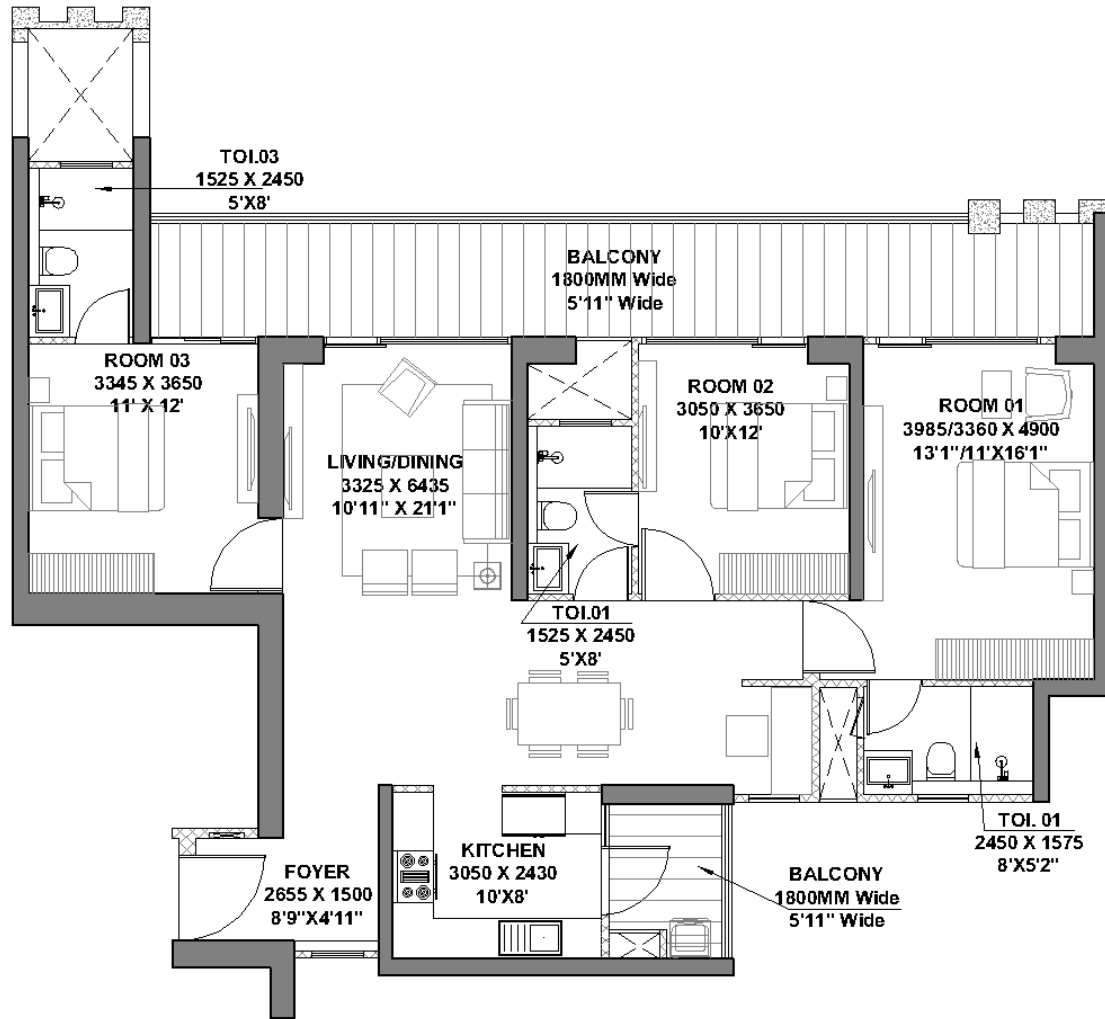 TOI.03
1525 X 2450
5'X8'
BALCONY
1800MM Wide
5'11" Wide
ROOM 03
3345 X 3650
11' X 12'
LIVING/DINING
3325 X 6435
10'11" X 21'1"
ROOM 02
3050 X 3650
10'X12'
ROOM 01
3985/3360 X 4900
13'1"/11'X16'1"
TOI.01
1525 X 2450
5'X8'
TOI. 01
2450 X 1575
8'X5'2"
FOYER
2655 X 1500
8'9"X4'11"
KITCHEN
3050 X 2430
10'X8'
BALCONY
1800MM Wide
5'11" Wide